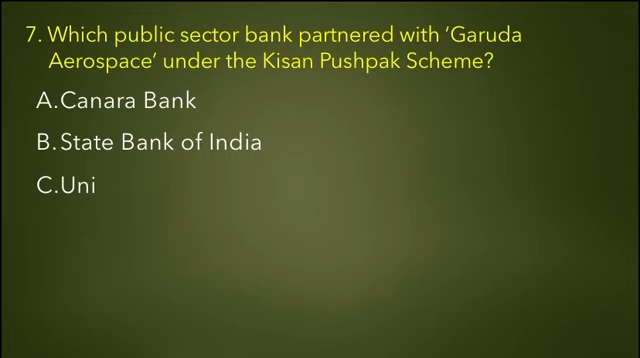 7. Which public sector bank partnered with ‘Garuda
Aerospace’ under the Kisan Pushpak Scheme?
A.Canara Bank
B.State Bank of India
C.Uni